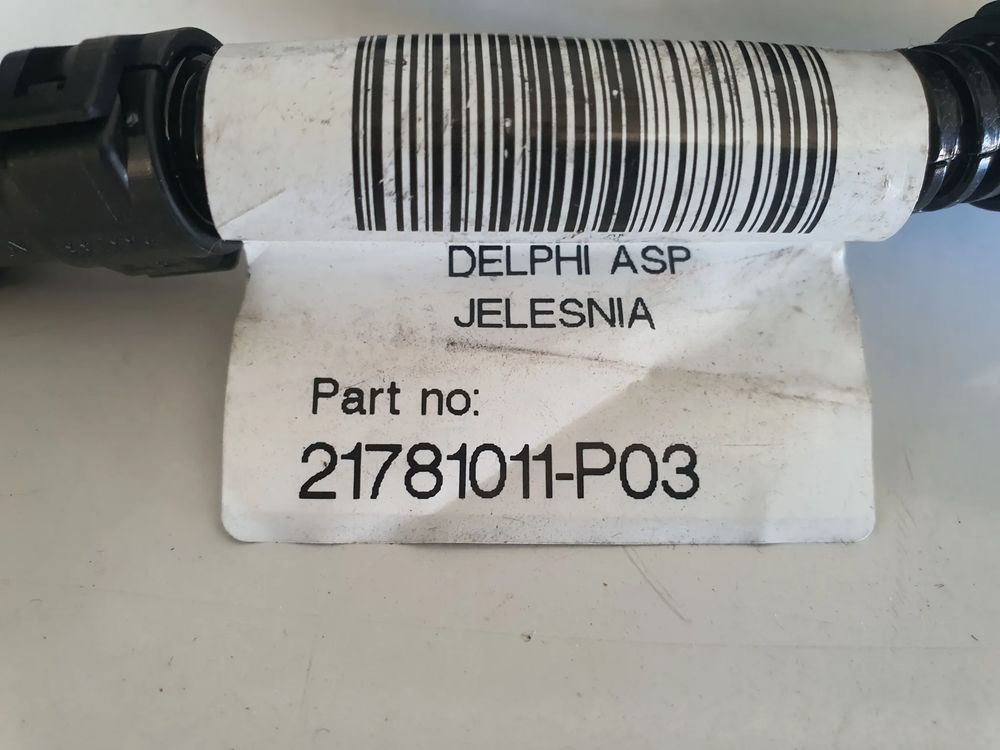 DELPHI ASP
JELESNIA
Part no:
21781011-P03